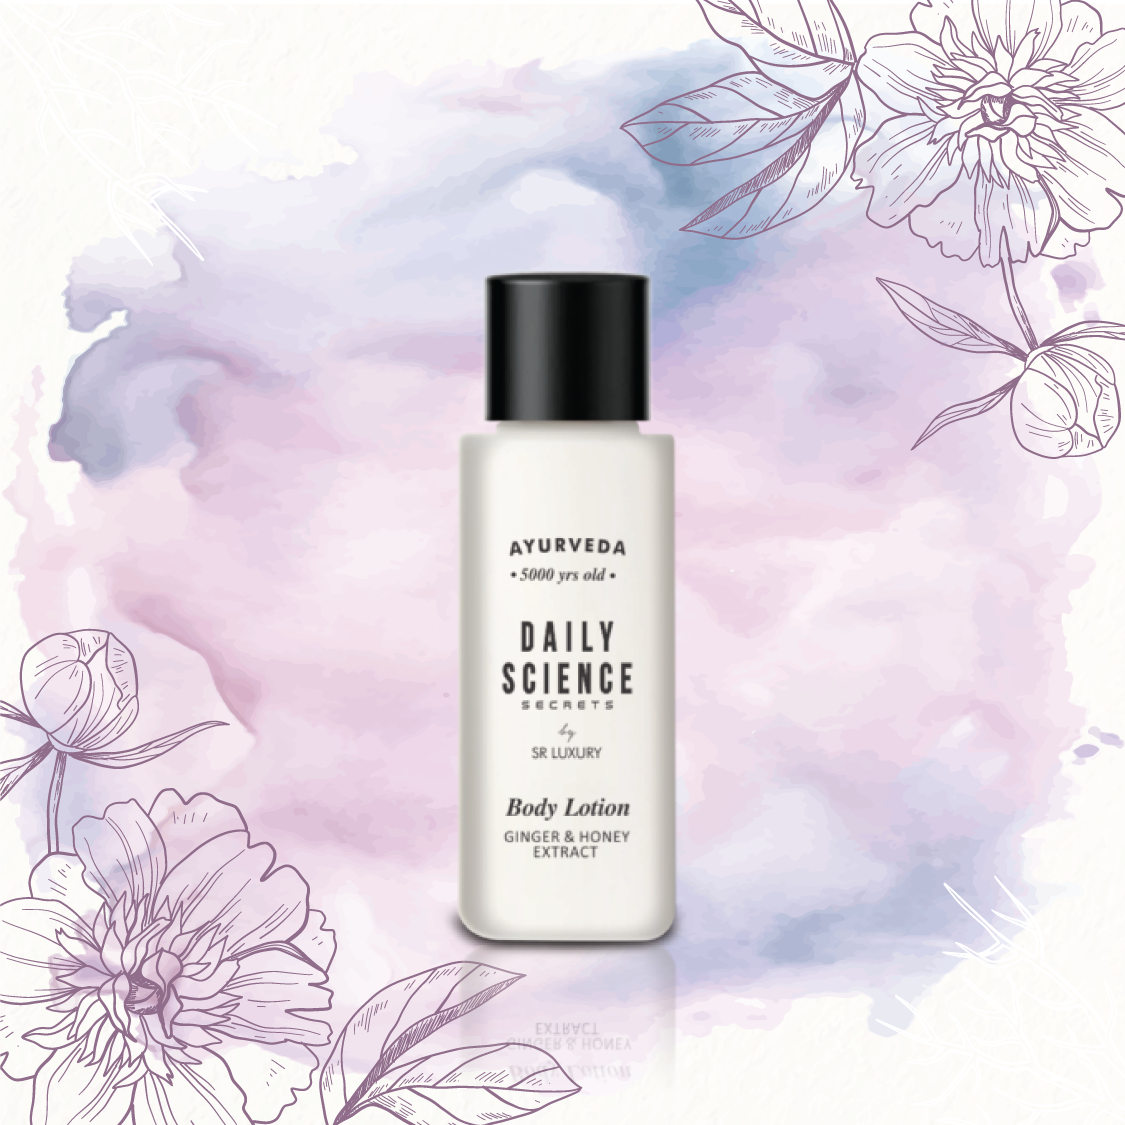 AYURVEDA
• 5000 yrs old •
DAILY
SCIENCE
SECRETS
by
SR LUXURY
Body Lotion
GINGER & HONEY
EXTRACT